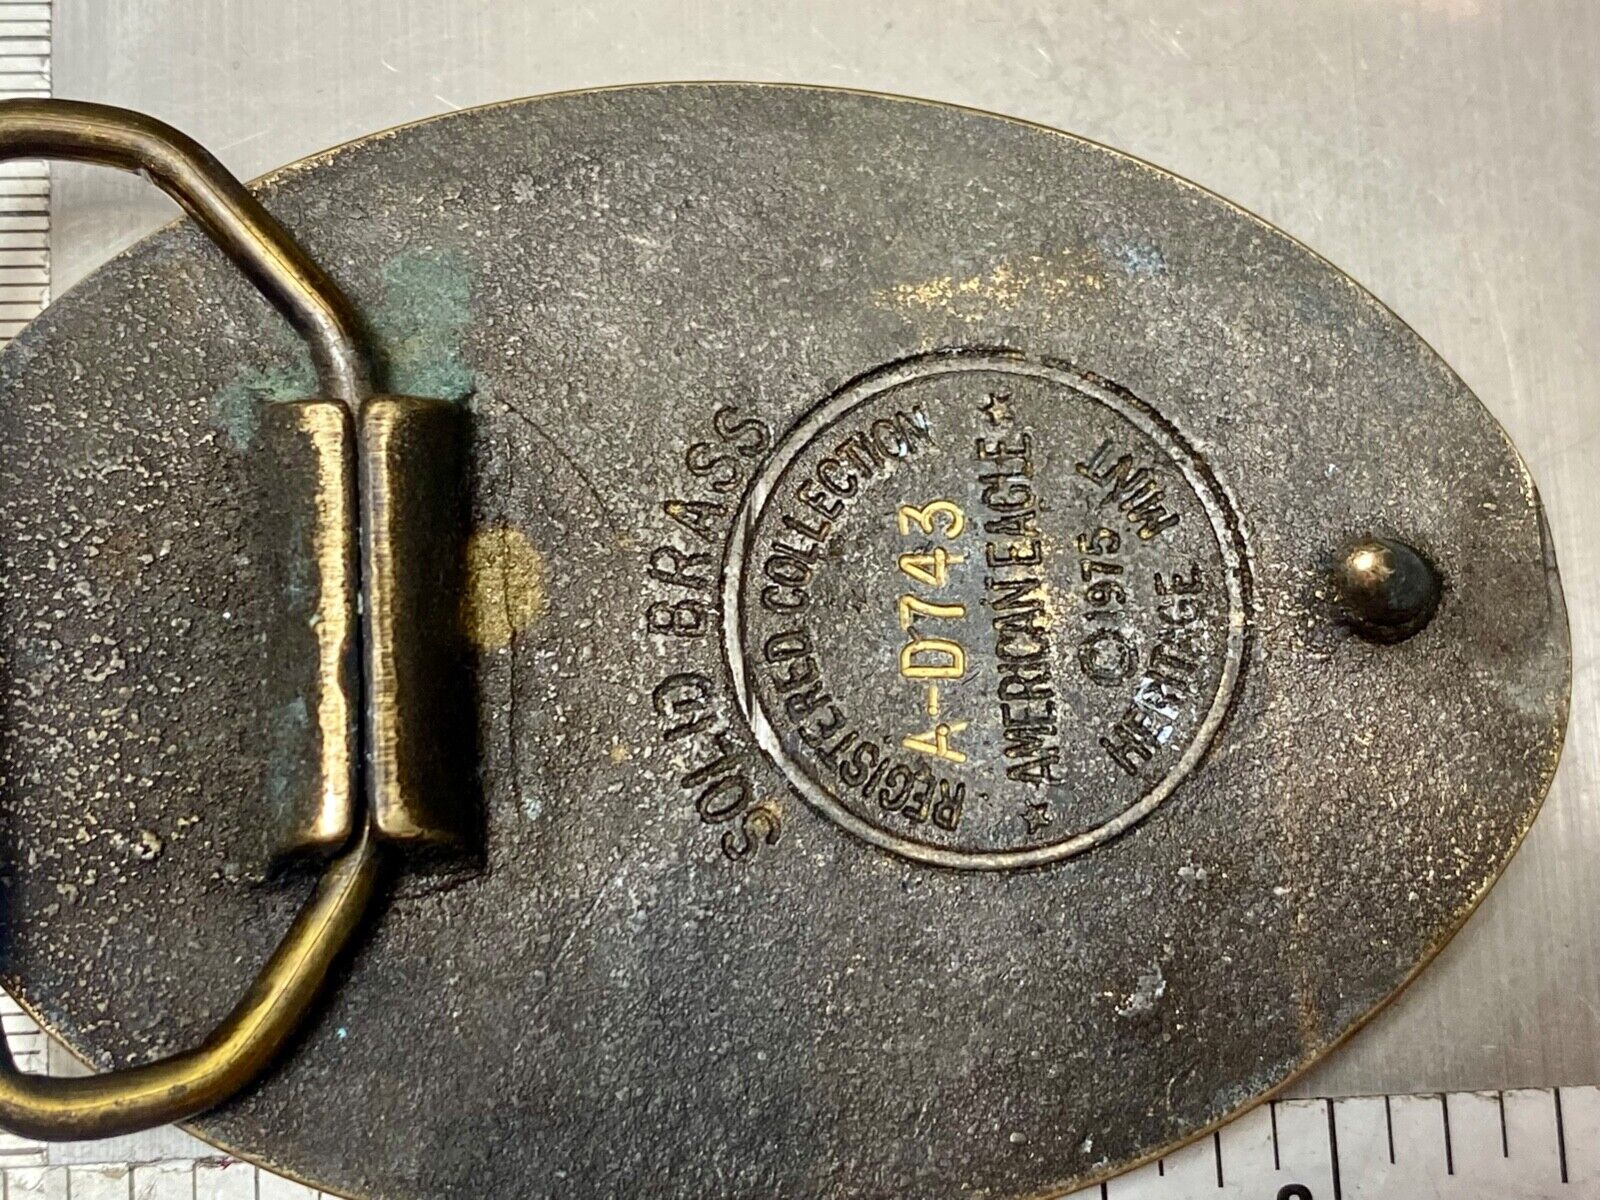 SOLID BRASS
REGISTERED COLLECTION
A-D743
★ AMERICAN EAGLE ★
©1975
HERITAGE MINT